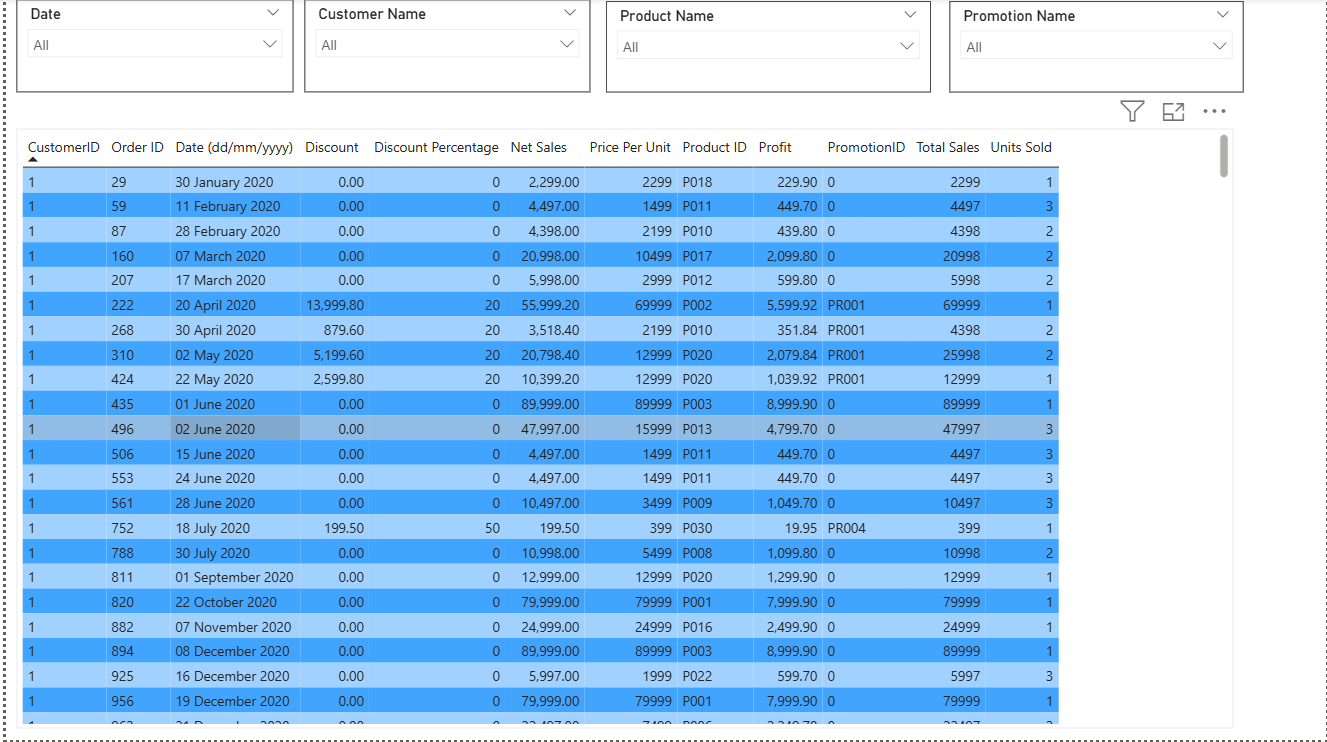 Date Customer Name Product Name Promotion Name
All All All All
CustomerID Order ID Date (dd/mm/yyyy) Discount Discount Percentage Net Sales Price Per Unit Product ID Profit PromotionID Total Sales Units Sold
1 29 30 January 2020 0.00 0 2,299.00 2299 P018 229.90 0 2299 1
1 59 11 February 2020 0.00 0 4,497.00 1499 P011 449.70 0 4497 3
1 87 28 February 2020 0.00 0 4,398.00 2199 P010 439.80 0 4398 2
1 160 07 March 2020 0.00 0 20,998.00 10499 P017 2,099.80 0 20998 2
1 207 17 March 2020 0.00 0 5,998.00 2999 P012 599.80 0 5998 2
1 222 20 April 2020 13,999.80 20 55,999.20 69999 P002 5,599.92 PR001 69999 1
1 268 30 April 2020 879.60 20 3,518.40 2199 P010 351.84 PR001 4398 2
1 310 02 May 2020 5,199.60 20 20,798.40 12999 P020 2,079.84 PR001 25998 2
1 424 22 May 2020 2,599.80 20 10,399.20 12999 P020 1,039.92 PR001 12999 1
1 435 01 June 2020 0.00 0 89,999.00 89999 P003 8,999.90 0 89999 1
1 496 02 June 2020 0.00 0 47,997.00 15999 P013 4,799.70 0 47997 3
1 506 15 June 2020 0.00 0 4,497.00 1499 P011 449.70 0 4497 3
1 553 24 June 2020 0.00 0 4,497.00 1499 P011 449.70 0 4497 3
1 561 28 June 2020 0.00 0 10,497.00 3499 P009 1,049.70 0 10497 3
1 752 18 July 2020 199.50 50 199.50 399 P030 19.95 PR004 399 1
1 788 30 July 2020 0.00 0 10,998.00 5499 P008 1,099.80 0 10998 2
1 811 01 September 2020 0.00 0 12,999.00 12999 P020 1,299.90 0 12999 1
1 820 22 October 2020 0.00 0 79,999.00 79999 P001 7,999.90 0 79999 1
1 882 07 November 2020 0.00 0 24,999.00 24999 P016 2,499.90 0 24999 1
1 894 08 December 2020 0.00 0 89,999.00 89999 P003 8,999.90 0 89999 1
1 925 16 December 2020 0.00 0 5,997.00 1999 P022 599.70 0 5997 3
1 956 19 December 2020 0.00 0 79,999.00 79999 P001 7,999.90 0 79999 1